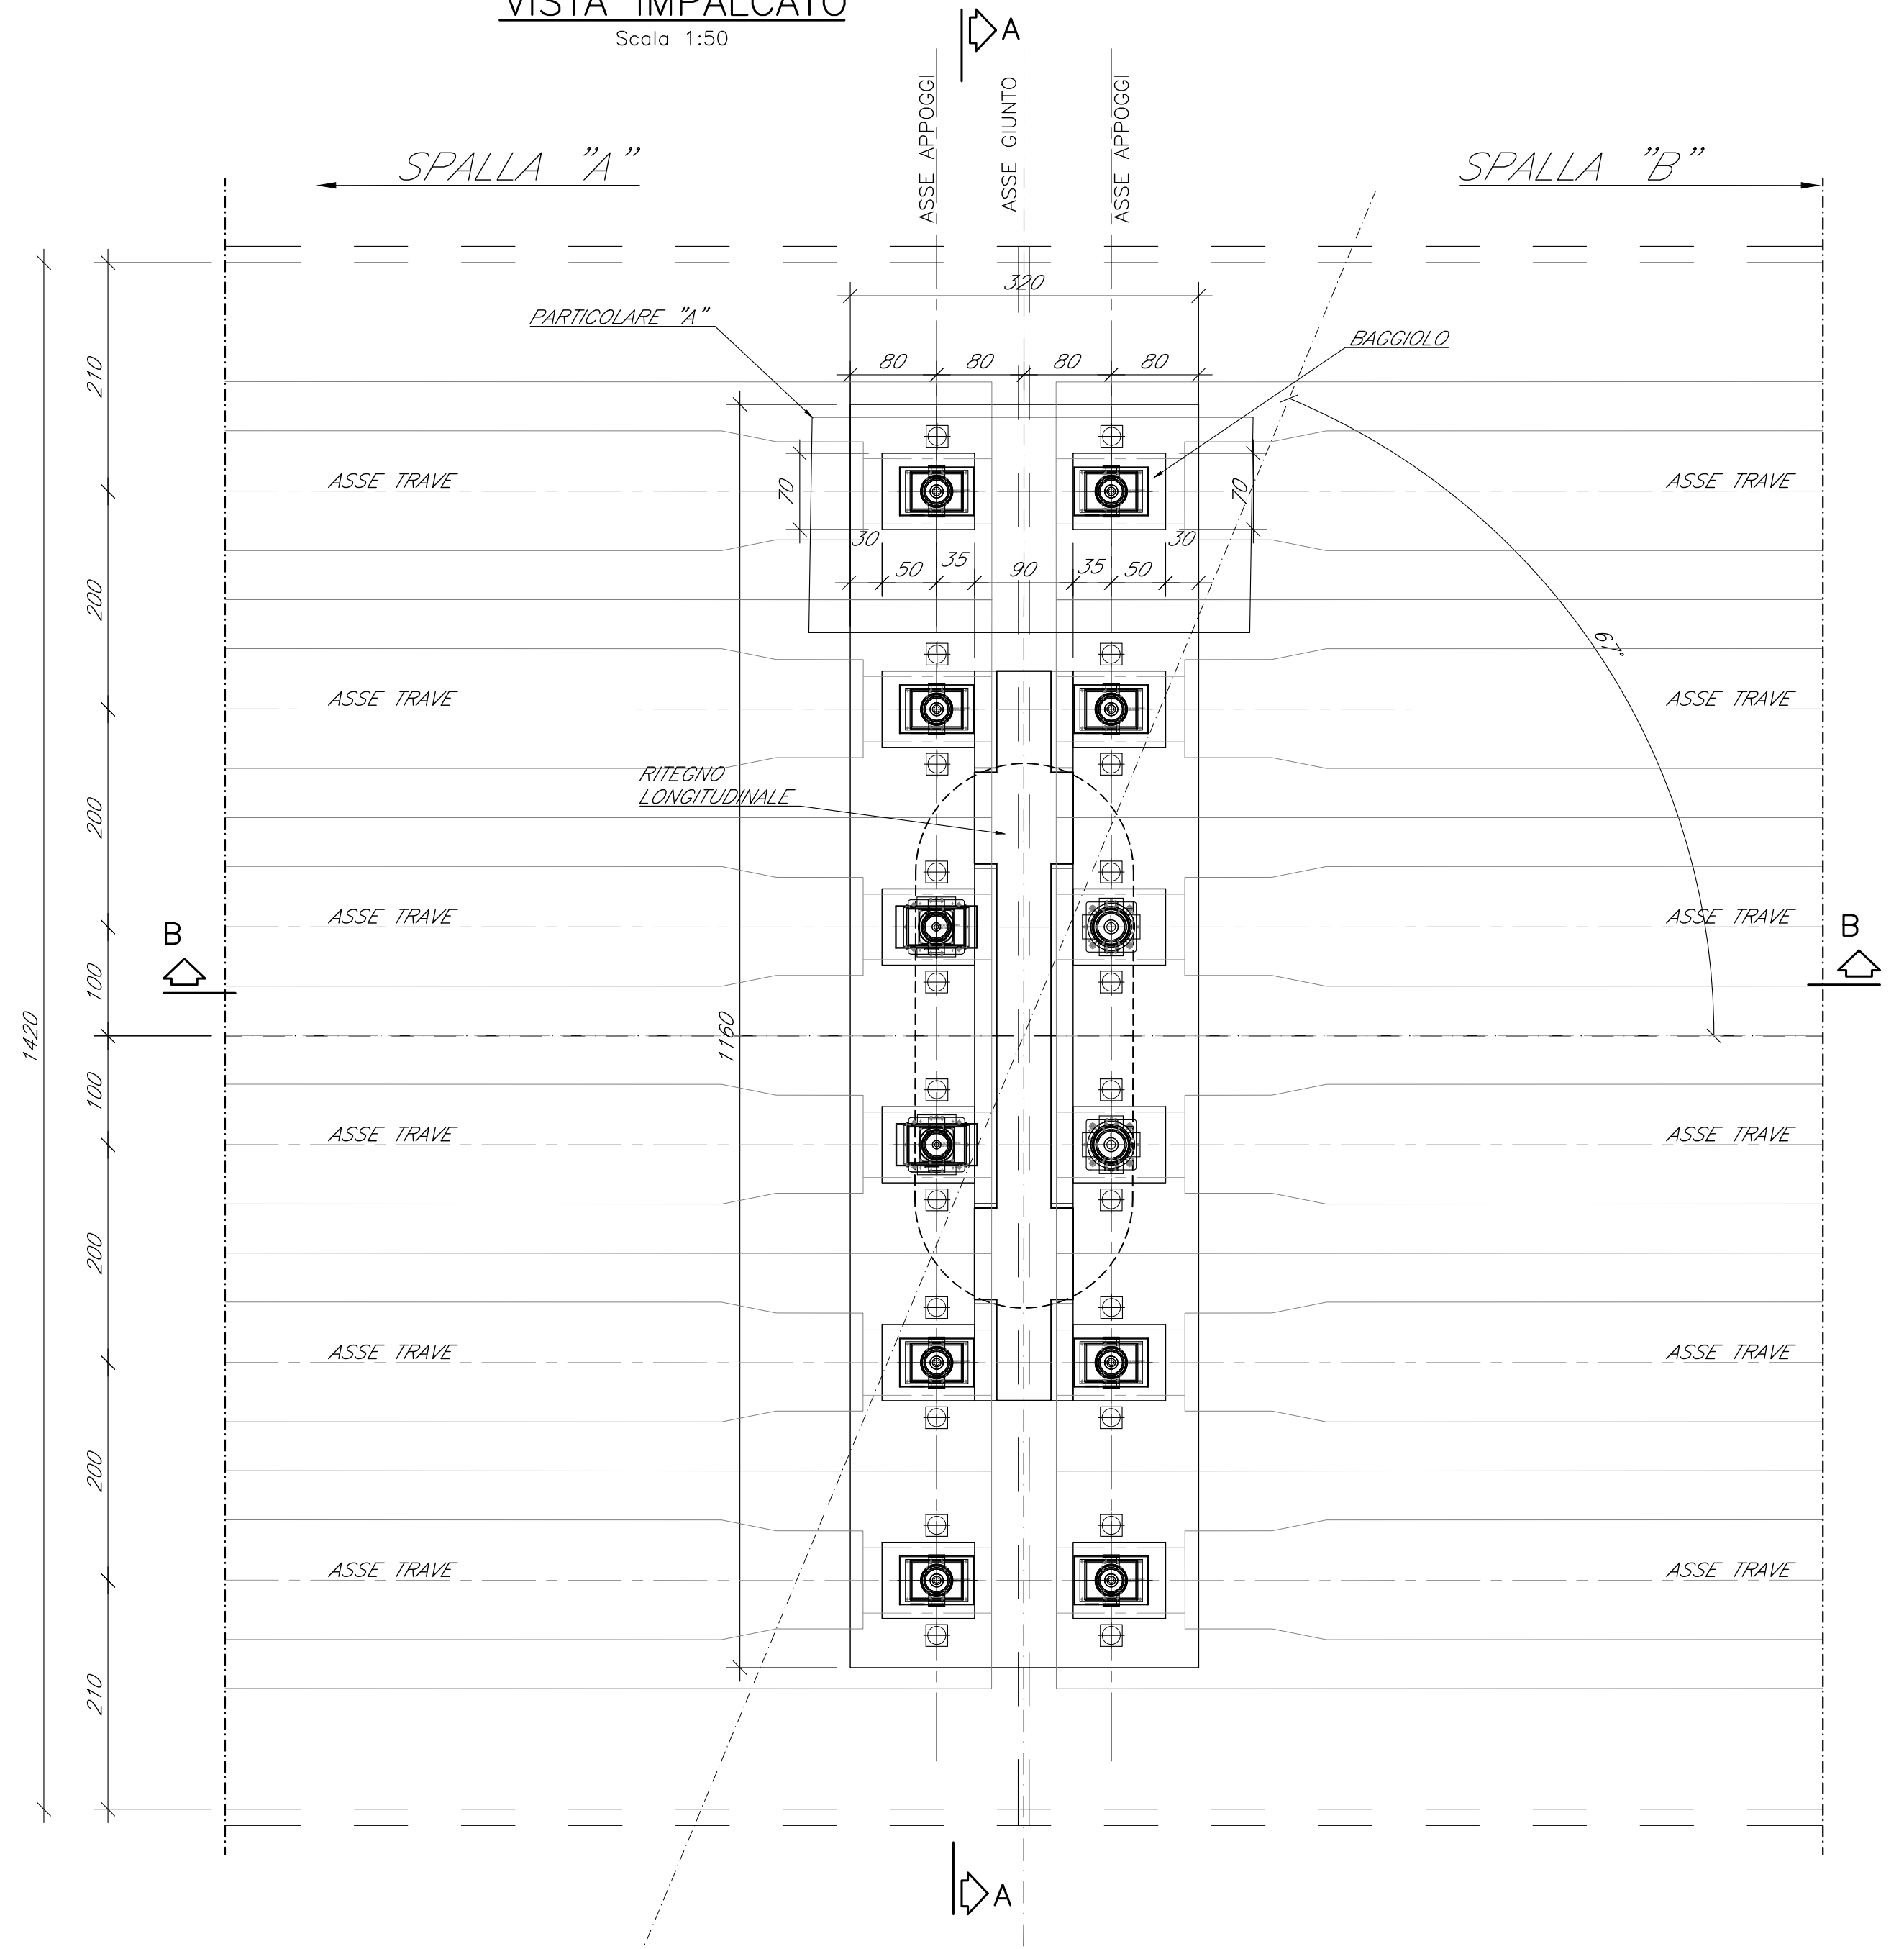 VISTA IMPALCATO
Scala 1:50
A
ASSE APPOGGI
ASSE GIUNTO
ASSE APPOGGI
SPALLA "A"
SPALLA "B"
320
PARTICOLARE "A"
BAGGIOLO
80 80 80 80
210
ASSE TRAVE
70
70
ASSE TRAVE
30
30
50 35 90 35 50
200
67°
ASSE TRAVE
ASSE TRAVE
RITEGNO
LONGITUDINALE
200
ASSE TRAVE
ASSE TRAVE
B
B
100
1420
1160
100
ASSE TRAVE
ASSE TRAVE
200
ASSE TRAVE
ASSE TRAVE
200
ASSE TRAVE
ASSE TRAVE
210
A